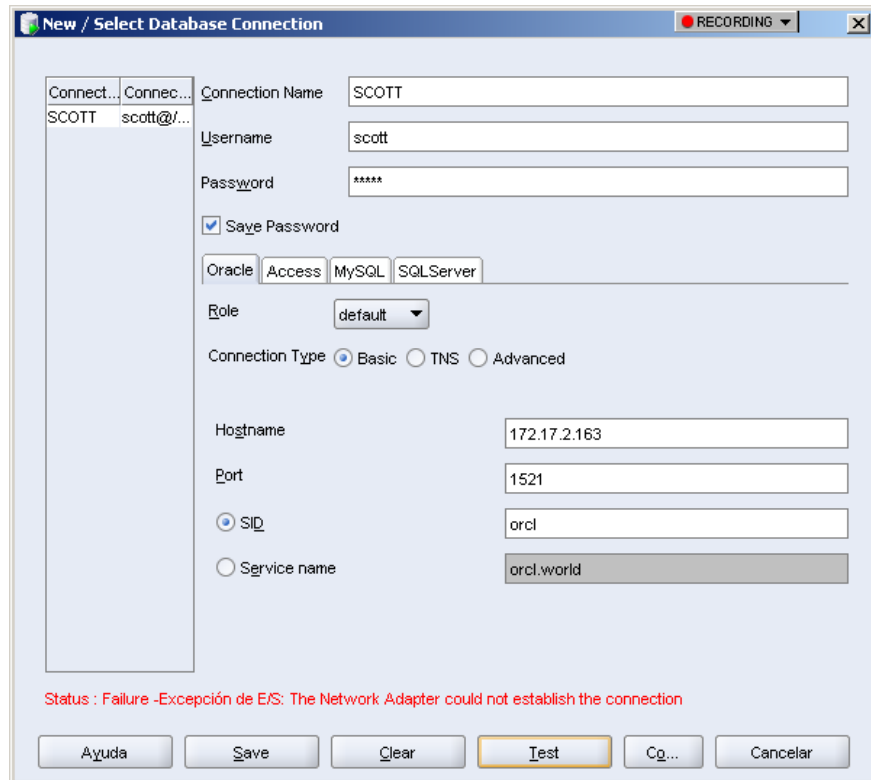 New / Select Database Connection
RECORDING
Connect... Connec...
SCOTT scott@/...
Connection Name SCOTT
Username scott
Password *****
Save Password
Oracle Access MySQL SQLServer
Role default
Connection Type Basic TNS Advanced
Hostname 172.17.2.163
Port 1521
SID orcl
Service name orcl.world
Status : Failure -Excepción de E/S: The Network Adapter could not establish the connection
Ayuda Save Clear Test Co... Cancelar